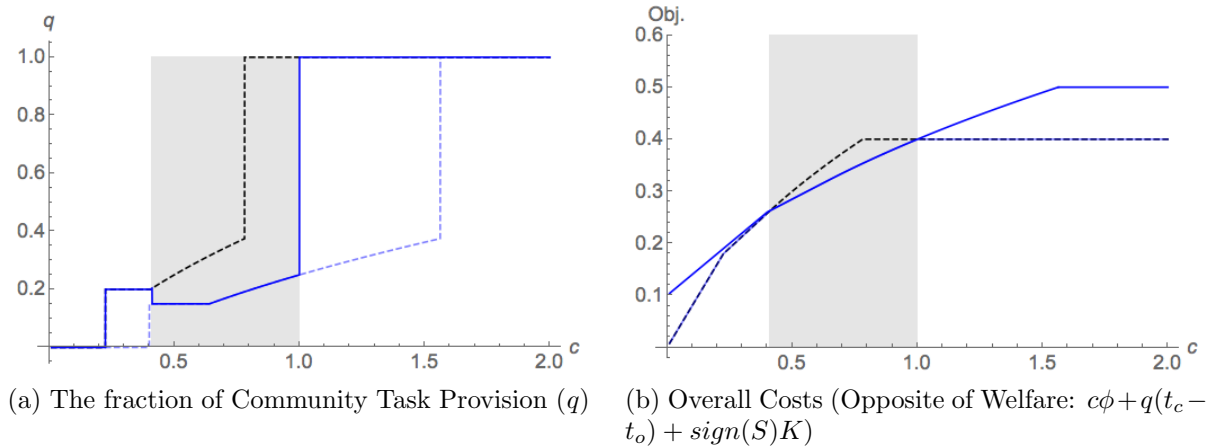 q
1.0
0.8
0.6
0.4
0.2
0.5
1.0
1.5
2.0
c
(a) The fraction of Community Task Provision (q)
Obj.
0.6
0.5
0.4
0.3
0.2
0.1
0.5
1.0
1.5
2.0
c
(b) Overall Costs (Opposite of Welfare: cϕ+q(t_c−
t_o) + sign(S)K)